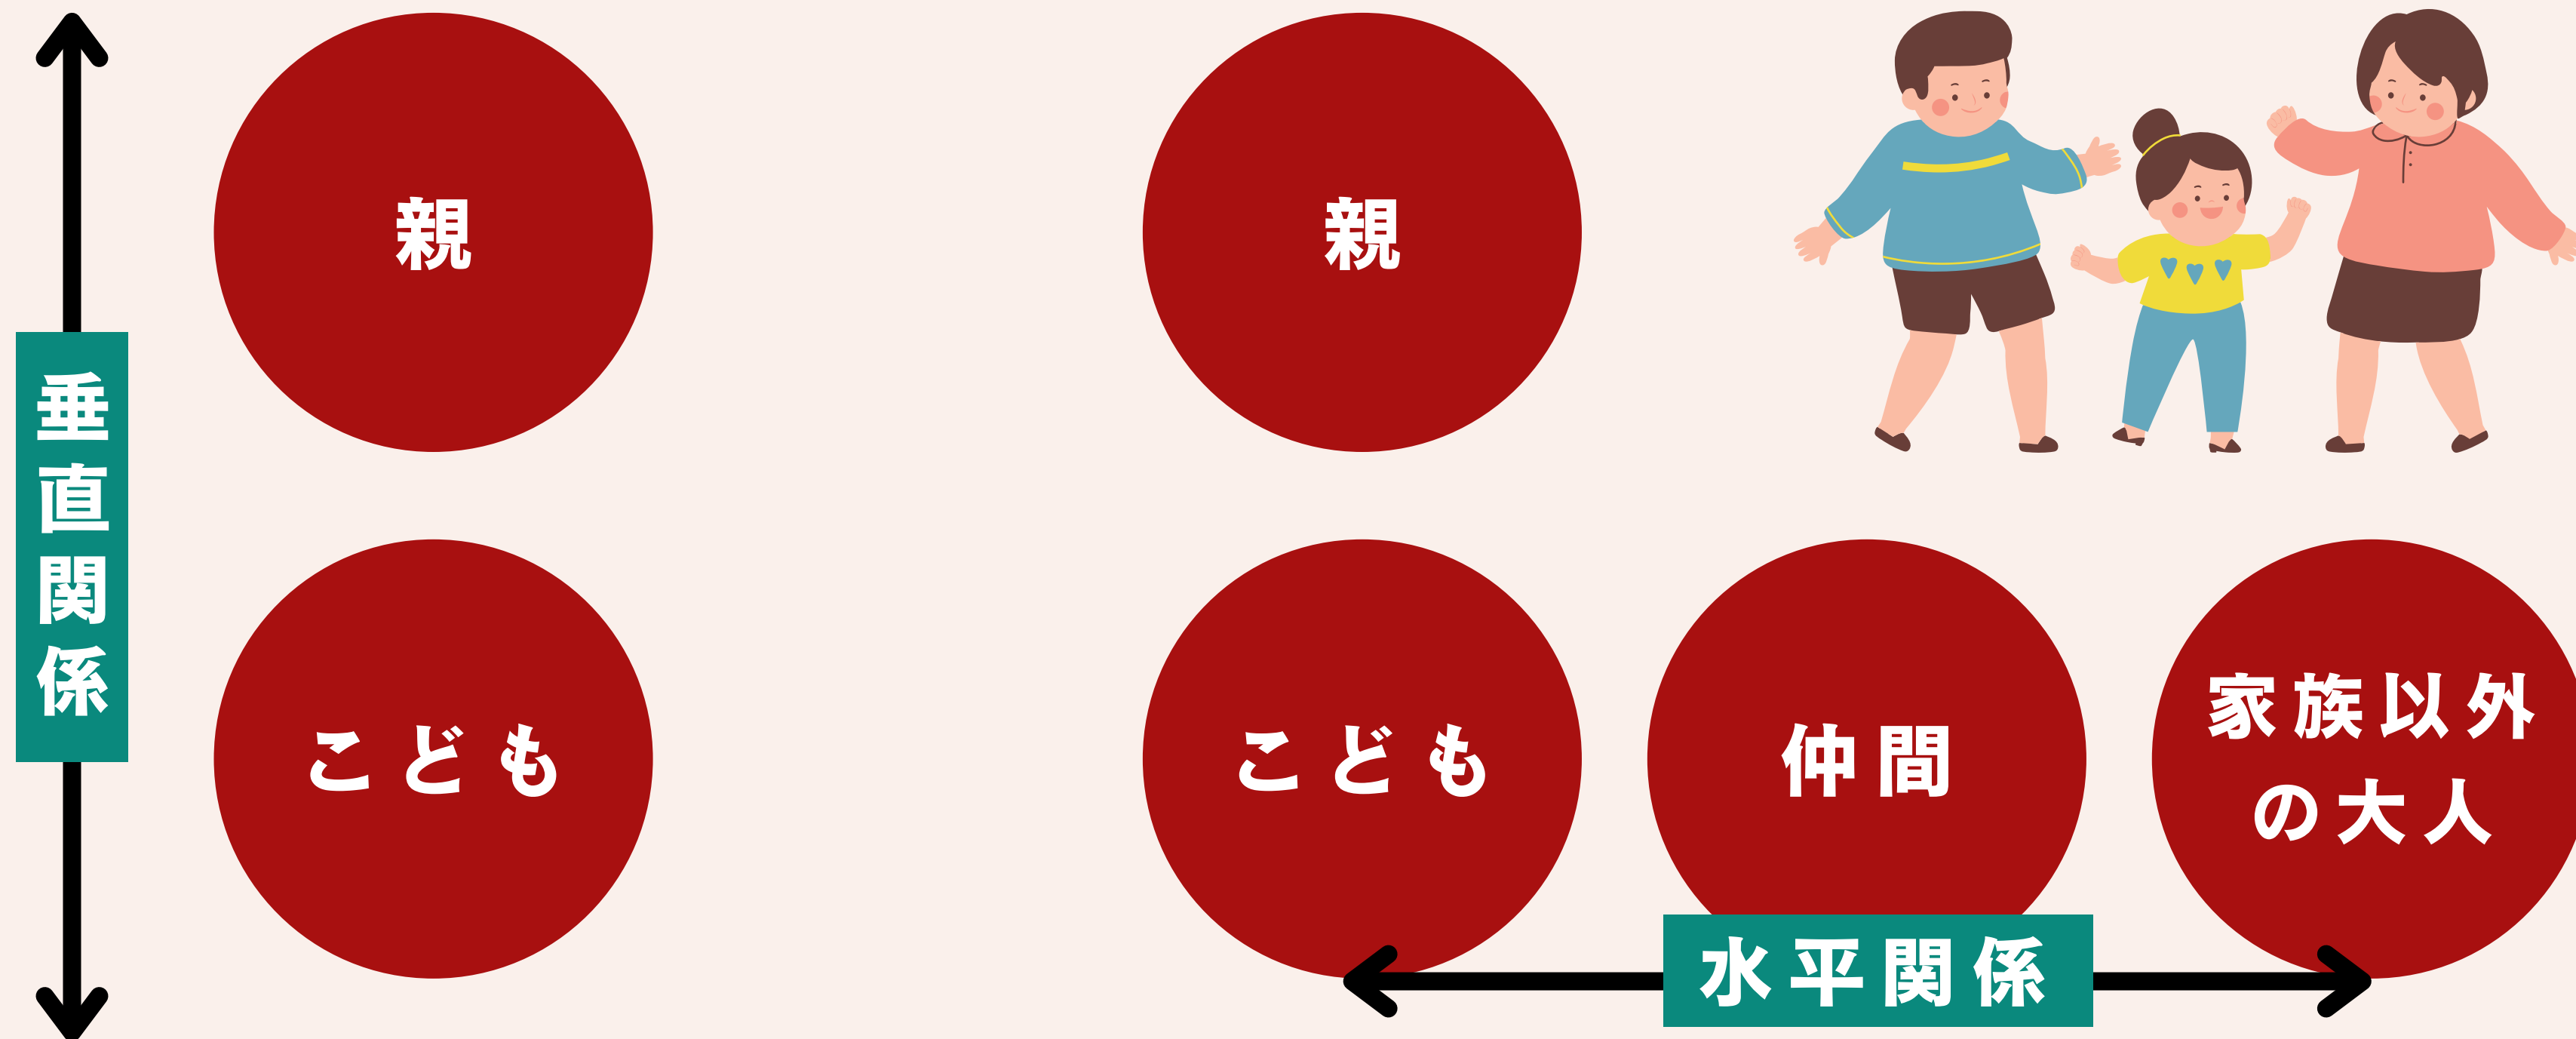 親
親
垂直関係
こども
こども
仲間
家族以外
の大人
水平関係